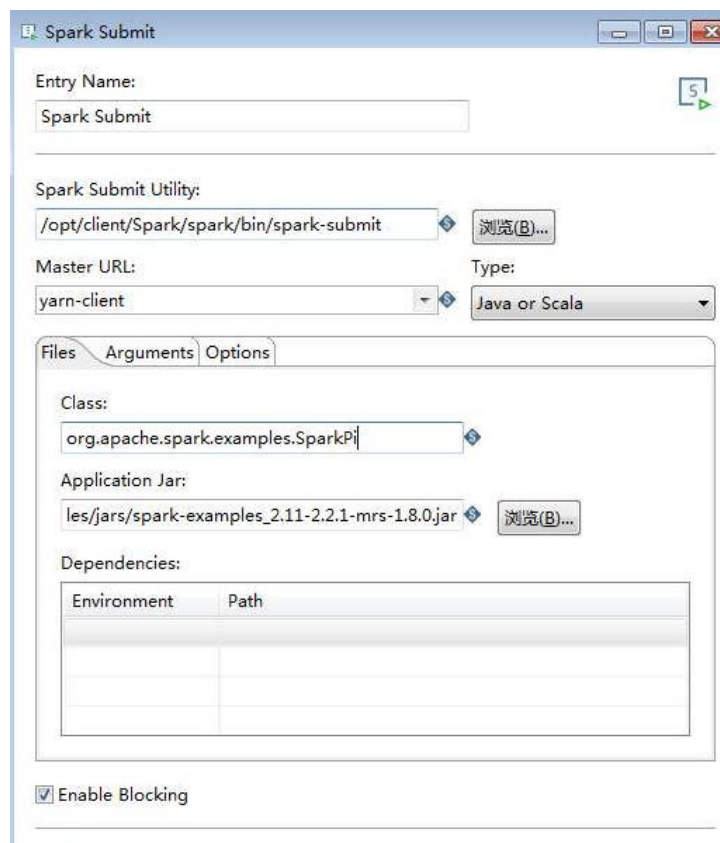 Spark Submit
Entry Name:
Spark Submit
Spark Submit Utility:
/opt/client/Spark/spark/bin/spark-submit
浏览(B)...
Master URL:
Type:
yarn-client
Java or Scala
Files Arguments Options
Class:
org.apache.spark.examples.SparkPi
Application Jar:
les/jars/spark-examples_2.11-2.2.1-mrs-1.8.0.jar
浏览(B)...
Dependencies:
Environment Path
Enable Blocking